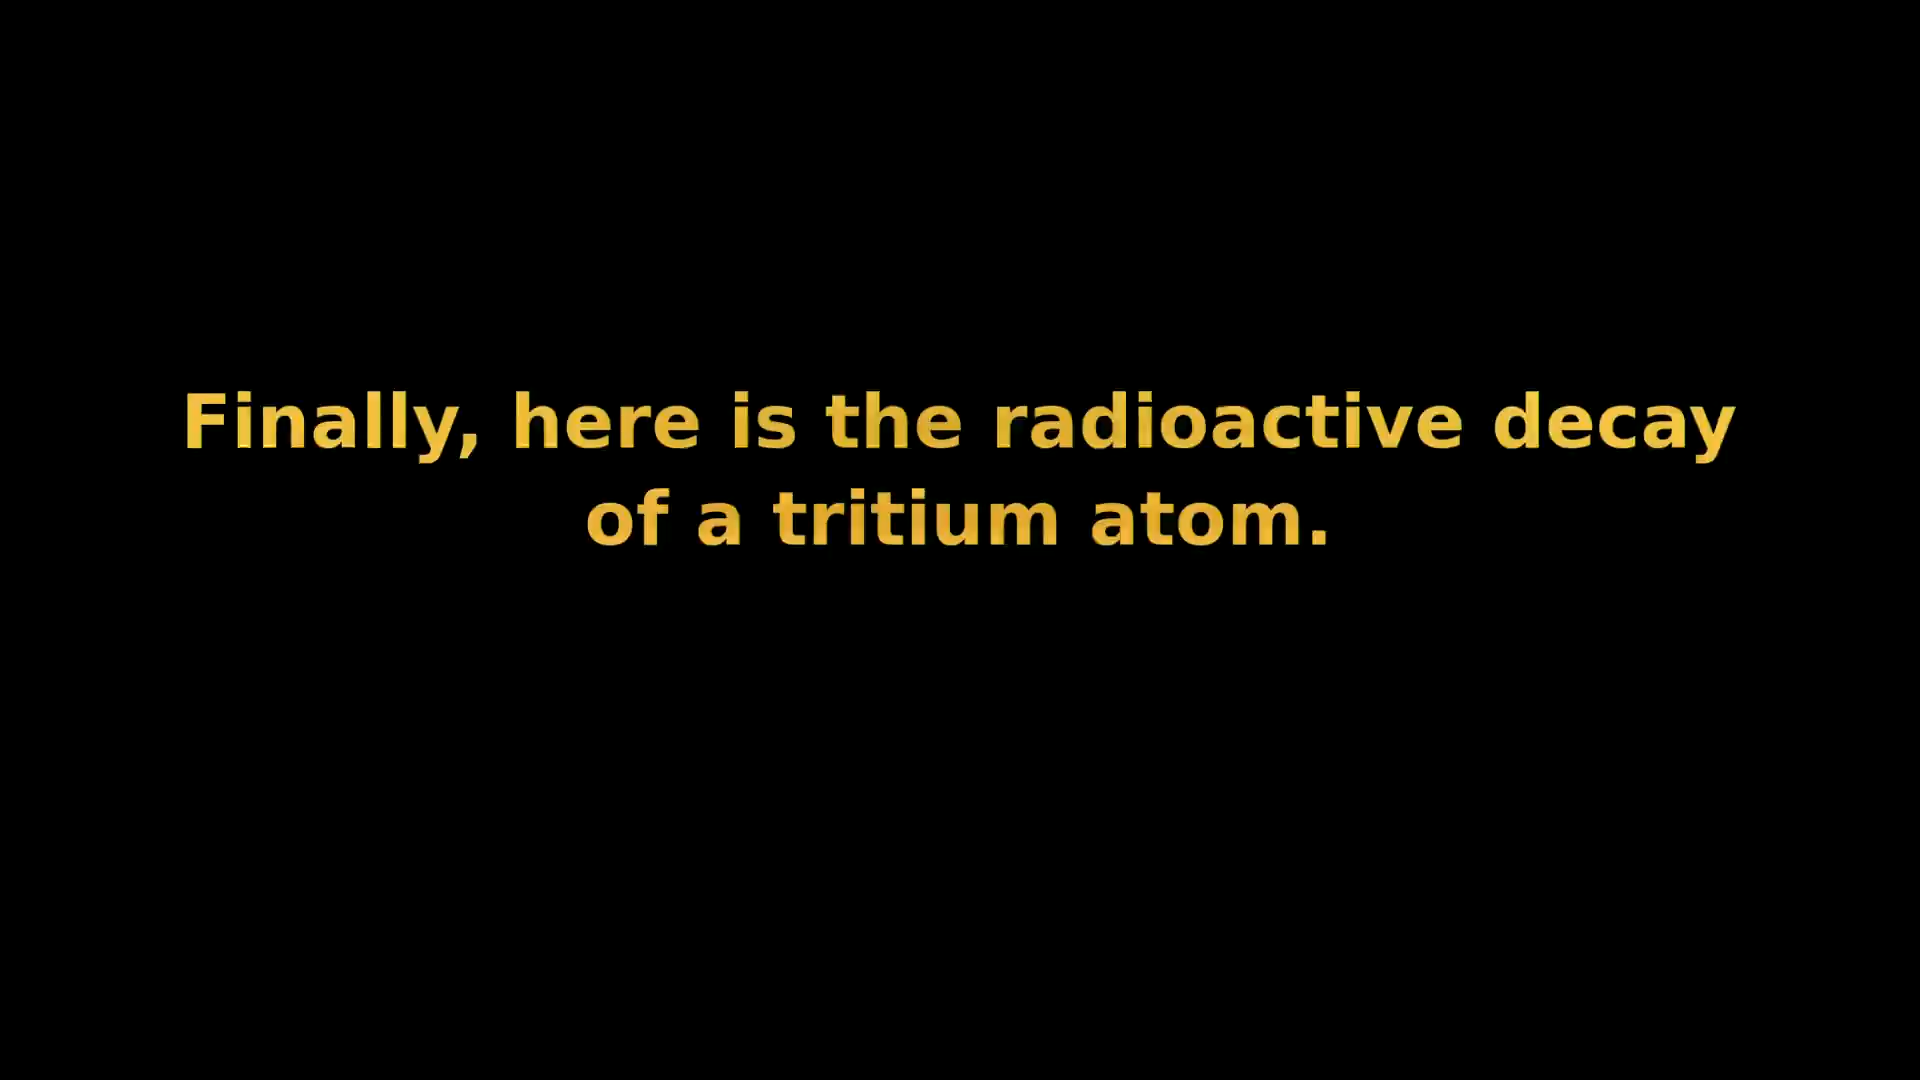 Finally, here is the radioactive decay
of a tritium atom.